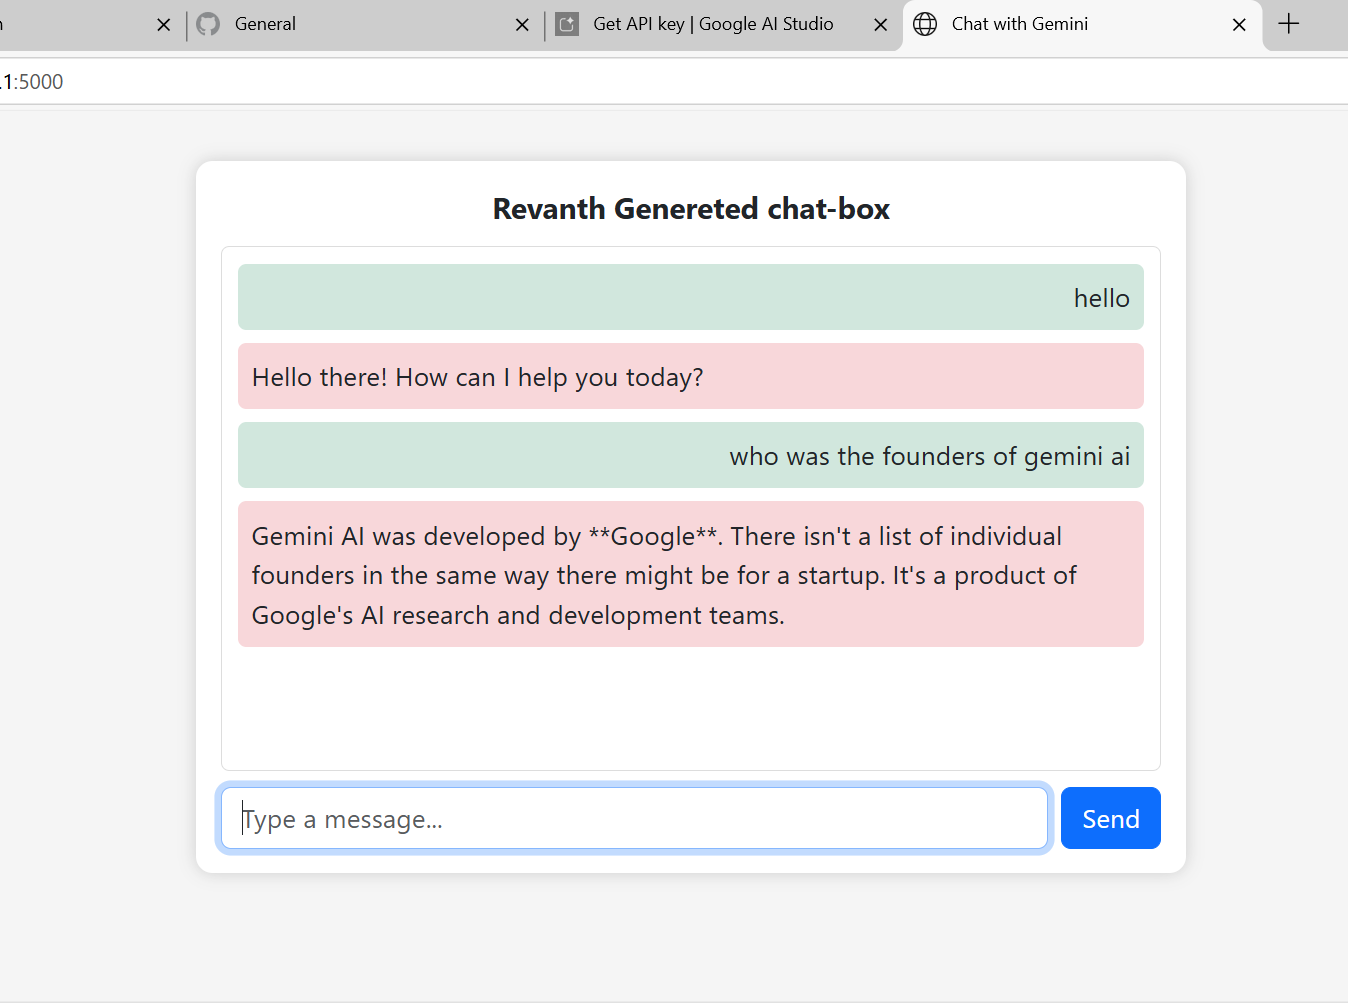 General
Get API key | Google AI Studio
Chat with Gemini
.1:5000
Revanth Genereted chat-box
hello
Hello there! How can I help you today?
who was the founders of gemini ai
Gemini AI was developed by **Google**. There isn't a list of individual
founders in the same way there might be for a startup. It's a product of
Google's AI research and development teams.
Type a message...
Send